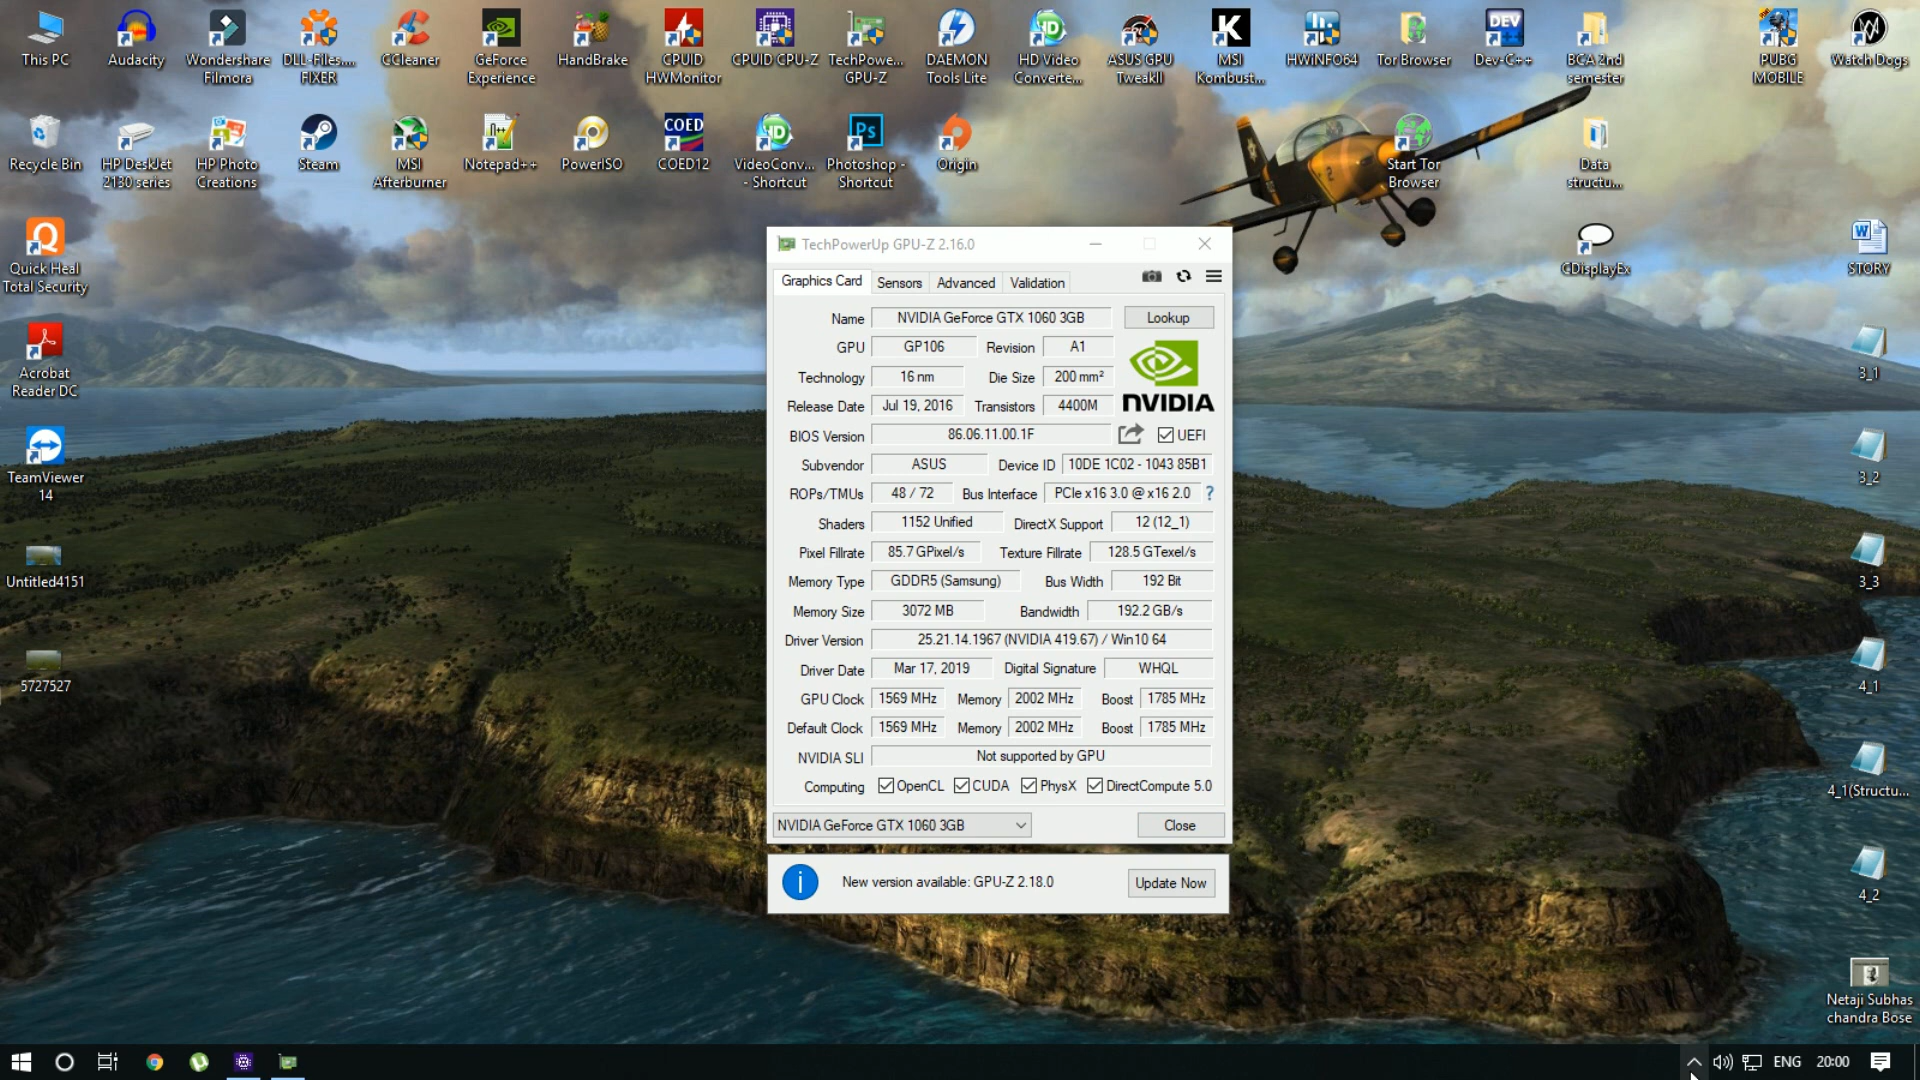 This PC
Audacity
Wondershare
Filmora
DLL-Files....
FIXER
CCleaner
GeForce
Experience
HandBrake
CPUID
HWMonitor
CPUID CPU-Z
TechPowe...
GPU-Z
DAEMON
Tools Lite
HD Video
Converte...
ASUS GPU
TweakII
MSI
Kombust...
HWiNFO64
Tor Browser
DEV
Dev-C++
BCA 2nd
semester
PUBG
MOBILE
Watch Dogs
Recycle Bin
HP DeskJet
2130 series
HP Photo
Creations
Steam
MSI
Afterburner
Notepad++
PowerISO
COED
COED12
VideoConv...
- Shortcut
Ps
Photoshop -
Shortcut
Origin
Start Tor
Browser
Data
structu...
Quick Heal
Total Security
CDisplayEx
STORY
Acrobat
Reader DC
TeamViewer
14
Untitled4151
5727527
3_1
3_2
3_3
4_1
4_1(Structu...
4_2
Netaji Subhas
chandra Bose
TechPowerUp GPU-Z 2.16.0
Graphics Card Sensors Advanced Validation
Name NVIDIA GeForce GTX 1060 3GB Lookup
GPU GP106 Revision A1
Technology 16 nm Die Size 200 mm²
NVIDIA
Release Date Jul 19, 2016 Transistors 4400M
BIOS Version 86.06.11.00.1F UEFI
Subvendor ASUS Device ID 10DE 1C02 - 1043 85B1
ROPs/TMUs 48 / 72 Bus Interface PCIe x16 3.0 @ x16 2.0 ?
Shaders 1152 Unified DirectX Support 12 (12_1)
Pixel Fillrate 85.7 GPixel/s Texture Fillrate 128.5 GTexel/s
Memory Type GDDR5 (Samsung) Bus Width 192 Bit
Memory Size 3072 MB Bandwidth 192.2 GB/s
Driver Version 25.21.14.1967 (NVIDIA 419.67) / Win10 64
Driver Date Mar 17, 2019 Digital Signature WHQL
GPU Clock 1569 MHz Memory 2002 MHz Boost 1785 MHz
Default Clock 1569 MHz Memory 2002 MHz Boost 1785 MHz
NVIDIA SLI Not supported by GPU
Computing OpenCL CUDA PhysX DirectCompute 5.0
NVIDIA GeForce GTX 1060 3GB Close
New version available: GPU-Z 2.18.0 Update Now
ENG 20:00